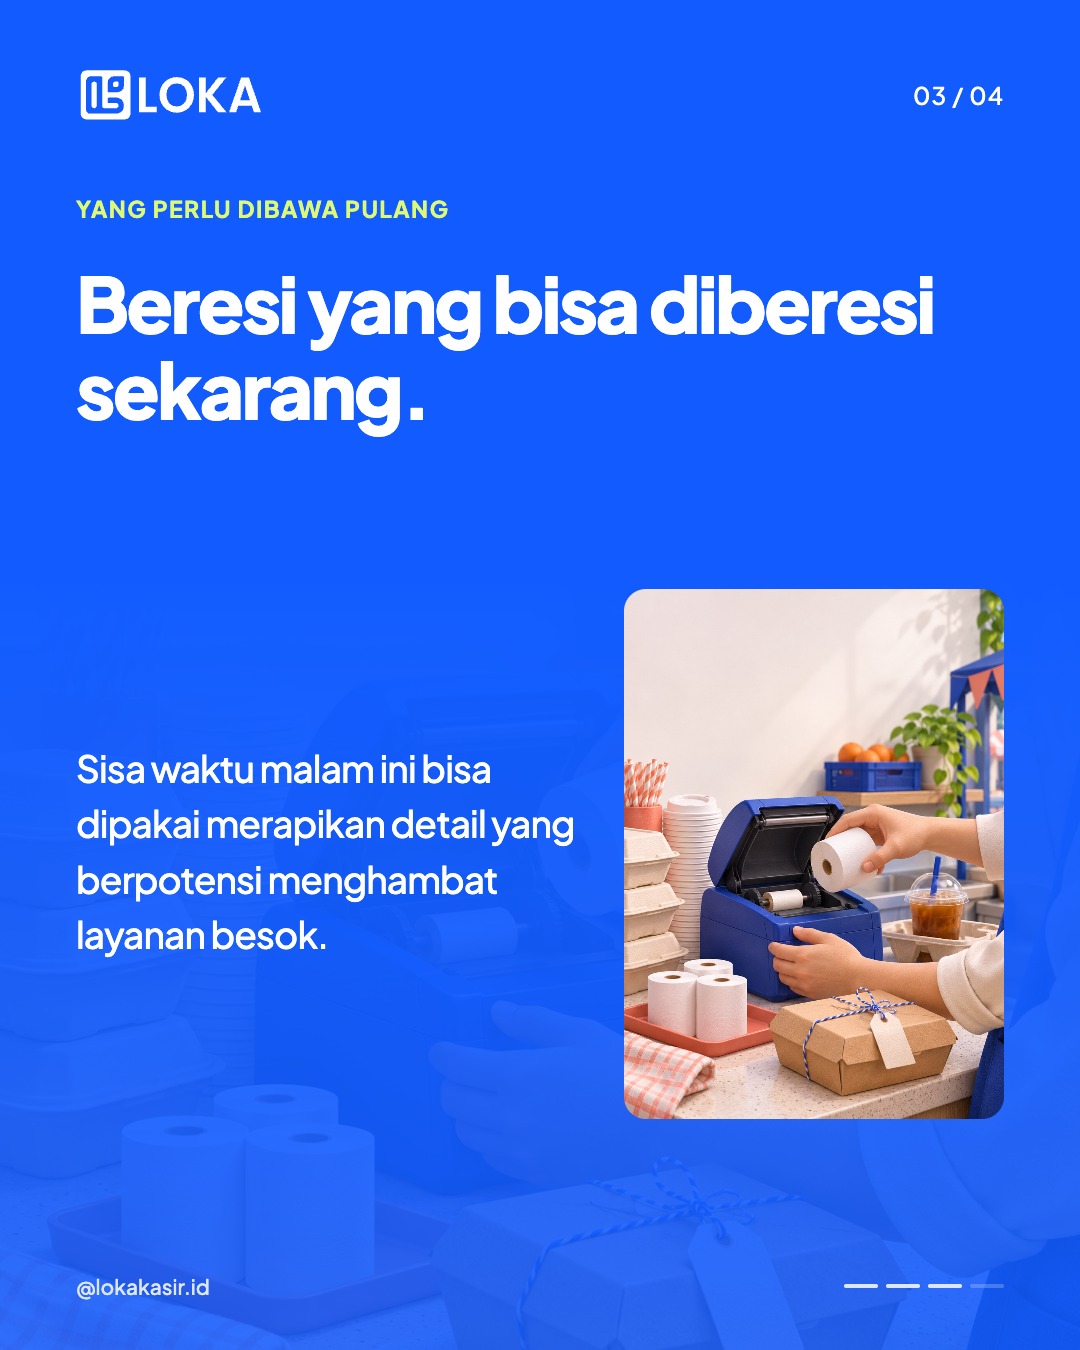 LOKA
03 / 04
YANG PERLU DIBAWA PULANG
Beresi yang bisa diberesi
sekarang.
Sisa waktu malam ini bisa
dipakai merapikan detail yang
berpotensi menghambat
layanan besok.
@lokakasir.id